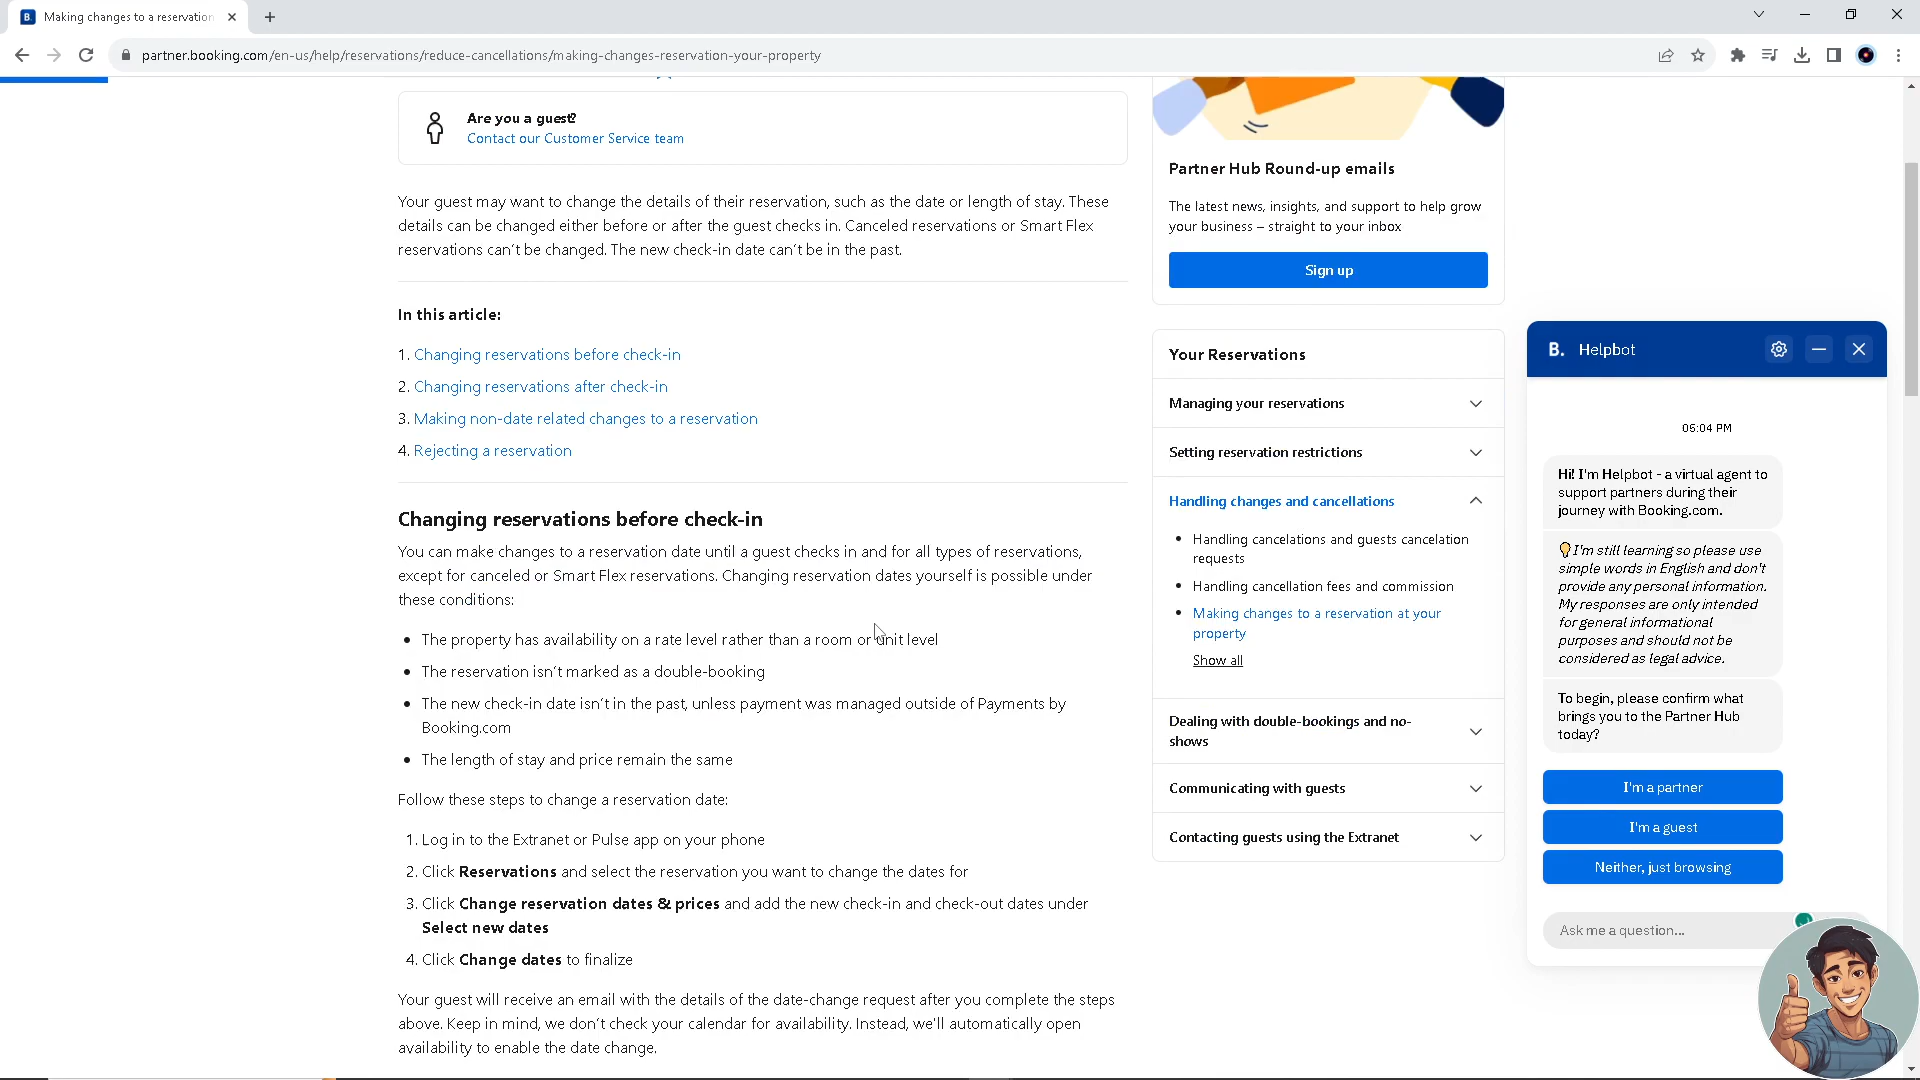 B. Making changes to a reservation
partner.booking.com/en-us/help/reservations/reduce-cancellations/making-changes-reservation-your-property
Are you a guest?
Contact our Customer Service team
Your guest may want to change the details of their reservation, such as the date or length of stay. These
details can be changed either before or after the guest checks in. Canceled reservations or Smart Flex
reservations can't be changed. The new check-in date can't be in the past.
In this article:
1. Changing reservations before check-in
2. Changing reservations after check-in
3. Making non-date related changes to a reservation
4. Rejecting a reservation
Changing reservations before check-in
You can make changes to a reservation date until a guest checks in and for all types of reservations,
except for canceled or Smart Flex reservations. Changing reservation dates yourself is possible under
these conditions:
• The property has availability on a rate level rather than a room or unit level
• The reservation isn't marked as a double-booking
• The new check-in date isn't in the past, unless payment was managed outside of Payments by
Booking.com
• The length of stay and price remain the same
Follow these steps to change a reservation date:
1. Log in to the Extranet or Pulse app on your phone
2. Click Reservations and select the reservation you want to change the dates for
3. Click Change reservation dates & prices and add the new check-in and check-out dates under
Select new dates
4. Click Change dates to finalize
Your guest will receive an email with the details of the date-change request after you complete the steps
above. Keep in mind, we don't check your calendar for availability. Instead, we'll automatically open
availability to enable the date change.
Partner Hub Round-up emails
The latest news, insights, and support to help grow
your business – straight to your inbox
Sign up
Your Reservations
Managing your reservations
Setting reservation restrictions
Handling changes and cancellations
• Handling cancelations and guests cancelation
requests
• Handling cancellation fees and commission
• Making changes to a reservation at your
property
Show all
Dealing with double-bookings and no-
shows
Communicating with guests
Contacting guests using the Extranet
B. Helpbot
06:04 PM
Hi! I'm Helpbot - a virtual agent to
support partners during their
journey with Booking.com.
I'm still learning so please use
simple words in English and don't
provide any personal information.
My responses are only intended
for general informational
purposes and should not be
considered as legal advice.
To begin, please confirm what
brings you to the Partner Hub
today?
I'm a partner
I'm a guest
Neither, just browsing
Ask me a question...